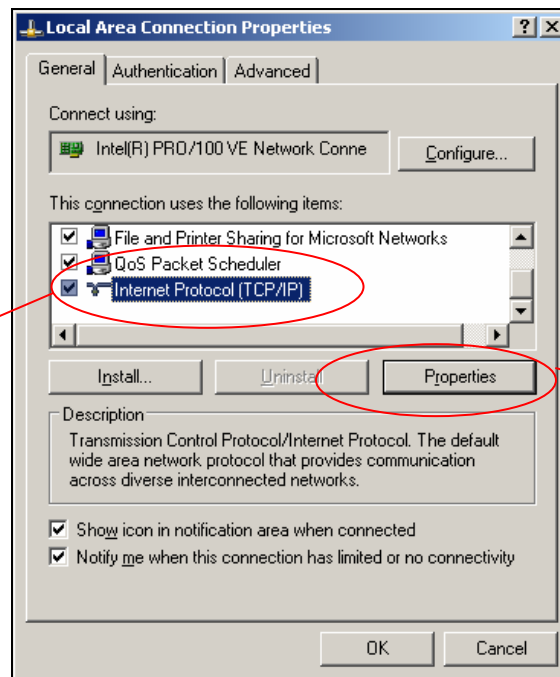 Local Area Connection Properties
General Authentication Advanced
Connect using:
Intel(R) PRO/100 VE Network Conne Configure...
This connection uses the following items:
File and Printer Sharing for Microsoft Networks
QoS Packet Scheduler
Internet Protocol (TCP/IP)
Install... Uninstall Properties
Description
Transmission Control Protocol/Internet Protocol. The default
wide area network protocol that provides communication
across diverse interconnected networks.
Show icon in notification area when connected
Notify me when this connection has limited or no connectivity
OK Cancel